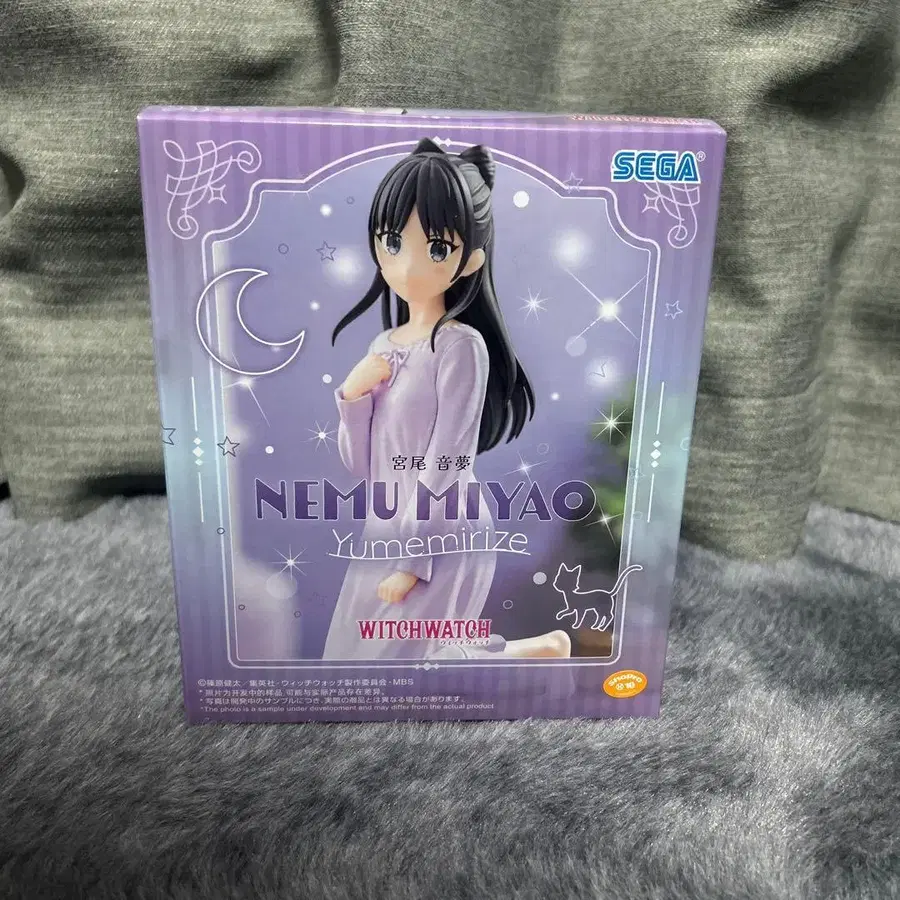 SEGA®
宮尾 音夢
NEMU MIYAO
Yumemirize
WITCHWATCH
ウィッチウォッチ
©篠原健太／集英社・ウィッチウォッチ製作委員会・MBS
* 照片为开发中的样品,可能与实际产品存在差异。
* 写真は開発中のサンプルにつき、実際の商品とは異なる場合があります。
*The photo is a sample under development and may differ from the actual product
ShoPro